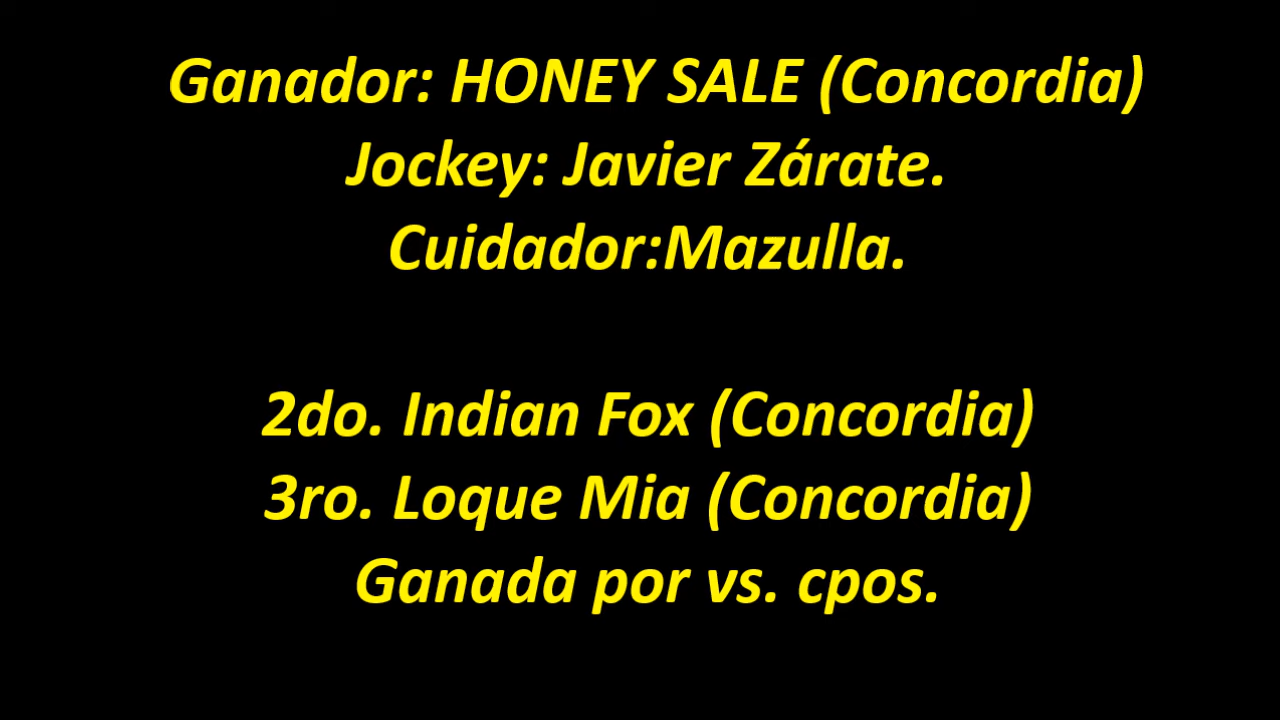 Ganador: HONEY SALE (Concordia)
Jockey: Javier Zárate.
Cuidador:Mazulla.
2do. Indian Fox (Concordia)
3ro. Loque Mia (Concordia)
Ganada por vs. cpos.